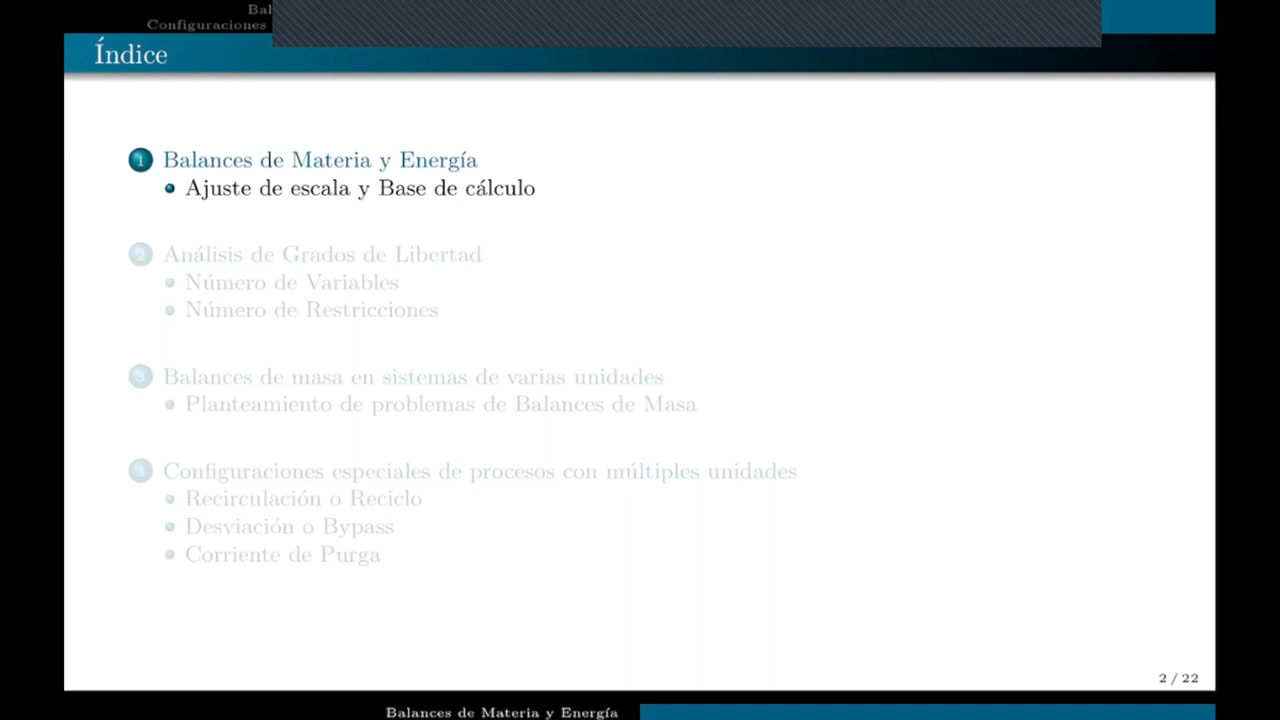 Configuraciones
Índice
1 Balances de Materia y Energía
Ajuste de escala y Base de cálculo
2 Análisis de Grados de Libertad
Número de Variables
Número de Restricciones
3 Balances de masa en sistemas de varias unidades
Planteamiento de problemas de Balances de Masa
4 Configuraciones especiales de procesos con múltiples unidades
Recirculación o Reciclo
Desviación o Bypass
Corriente de Purga
2 / 22
Balances de Materia y Energía